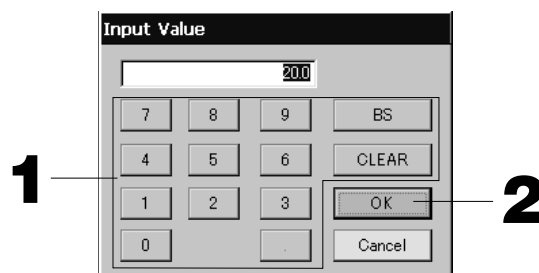 Input Value
20.0
7 8 9 BS
1 4 5 6 CLEAR
1 2 3 OK 2
0 . Cancel